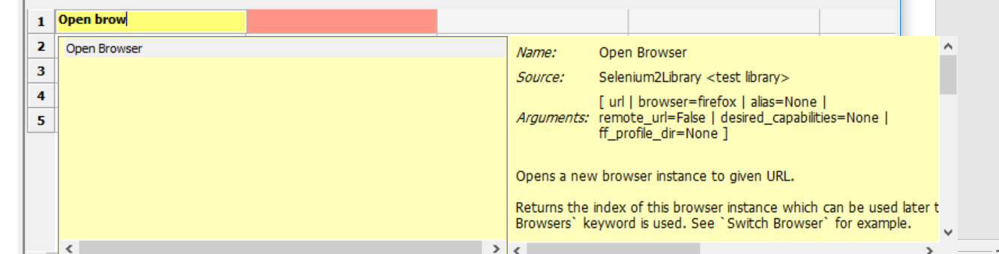 1 Open brow
2 Open Browser
3
4
5
Name: Open Browser
Source: Selenium2Library <test library>
Arguments: [ url | browser=firefox | alias=None |
remote_url=False | desired_capabilities=None |
ff_profile_dir=None ]
Opens a new browser instance to given URL.
Returns the index of this browser instance which can be used later t
Browsers` keyword is used. See `Switch Browser` for example.